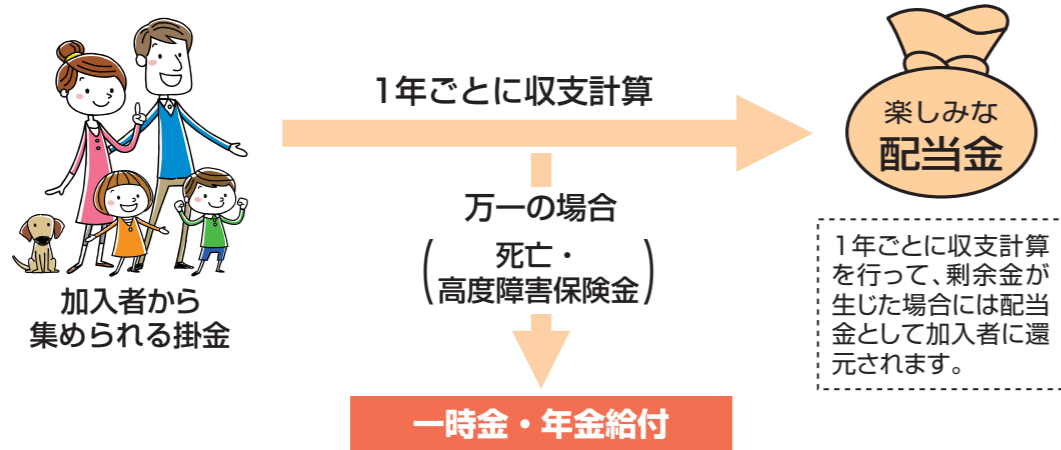 1年ごとに収支計算
楽しみな
配当金
万一の場合
(死亡・
高度障害保険金)
加入者から
集められる掛金
1年ごとに収支計算
を行って、剰余金が
生じた場合には配当
金として加入者に還
元されます。
一時金・年金給付